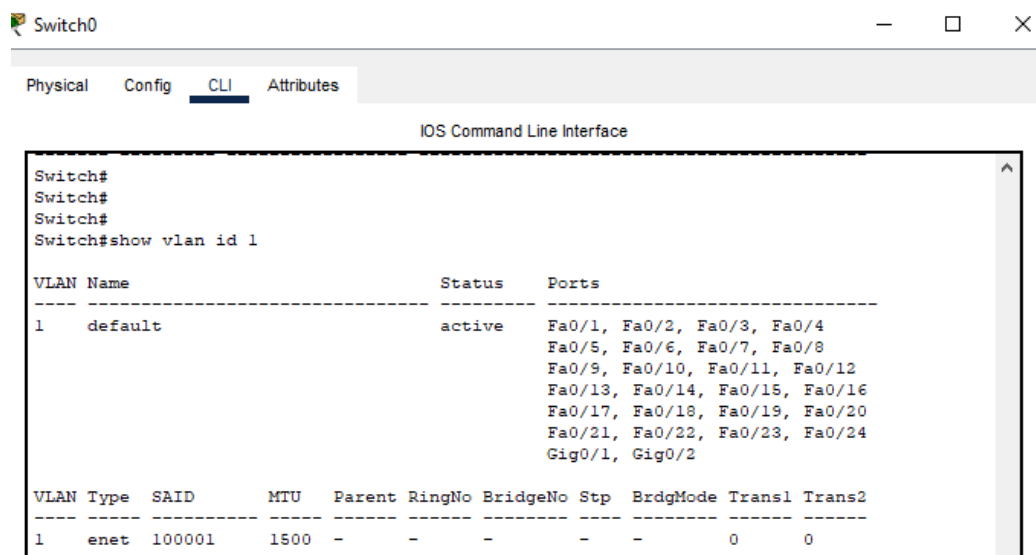 Switch0
Physical Config CLI Attributes
IOS Command Line Interface
Switch#
Switch#
Switch#
Switch#show vlan id 1
VLAN Name                             Status    Ports
---- -------------------------------- --------- -------------------------------
1    default                          active    Fa0/1, Fa0/2, Fa0/3, Fa0/4
                                                Fa0/5, Fa0/6, Fa0/7, Fa0/8
                                                Fa0/9, Fa0/10, Fa0/11, Fa0/12
                                                Fa0/13, Fa0/14, Fa0/15, Fa0/16
                                                Fa0/17, Fa0/18, Fa0/19, Fa0/20
                                                Fa0/21, Fa0/22, Fa0/23, Fa0/24
                                                Gig0/1, Gig0/2
VLAN Type  SAID       MTU   Parent RingNo BridgeNo Stp  BrdgMode Trans1 Trans2
---- ----- ---------- ----- ------ ------ -------- ---- -------- ------ ------
1    enet  100001     1500  -      -      -        -    -        0      0